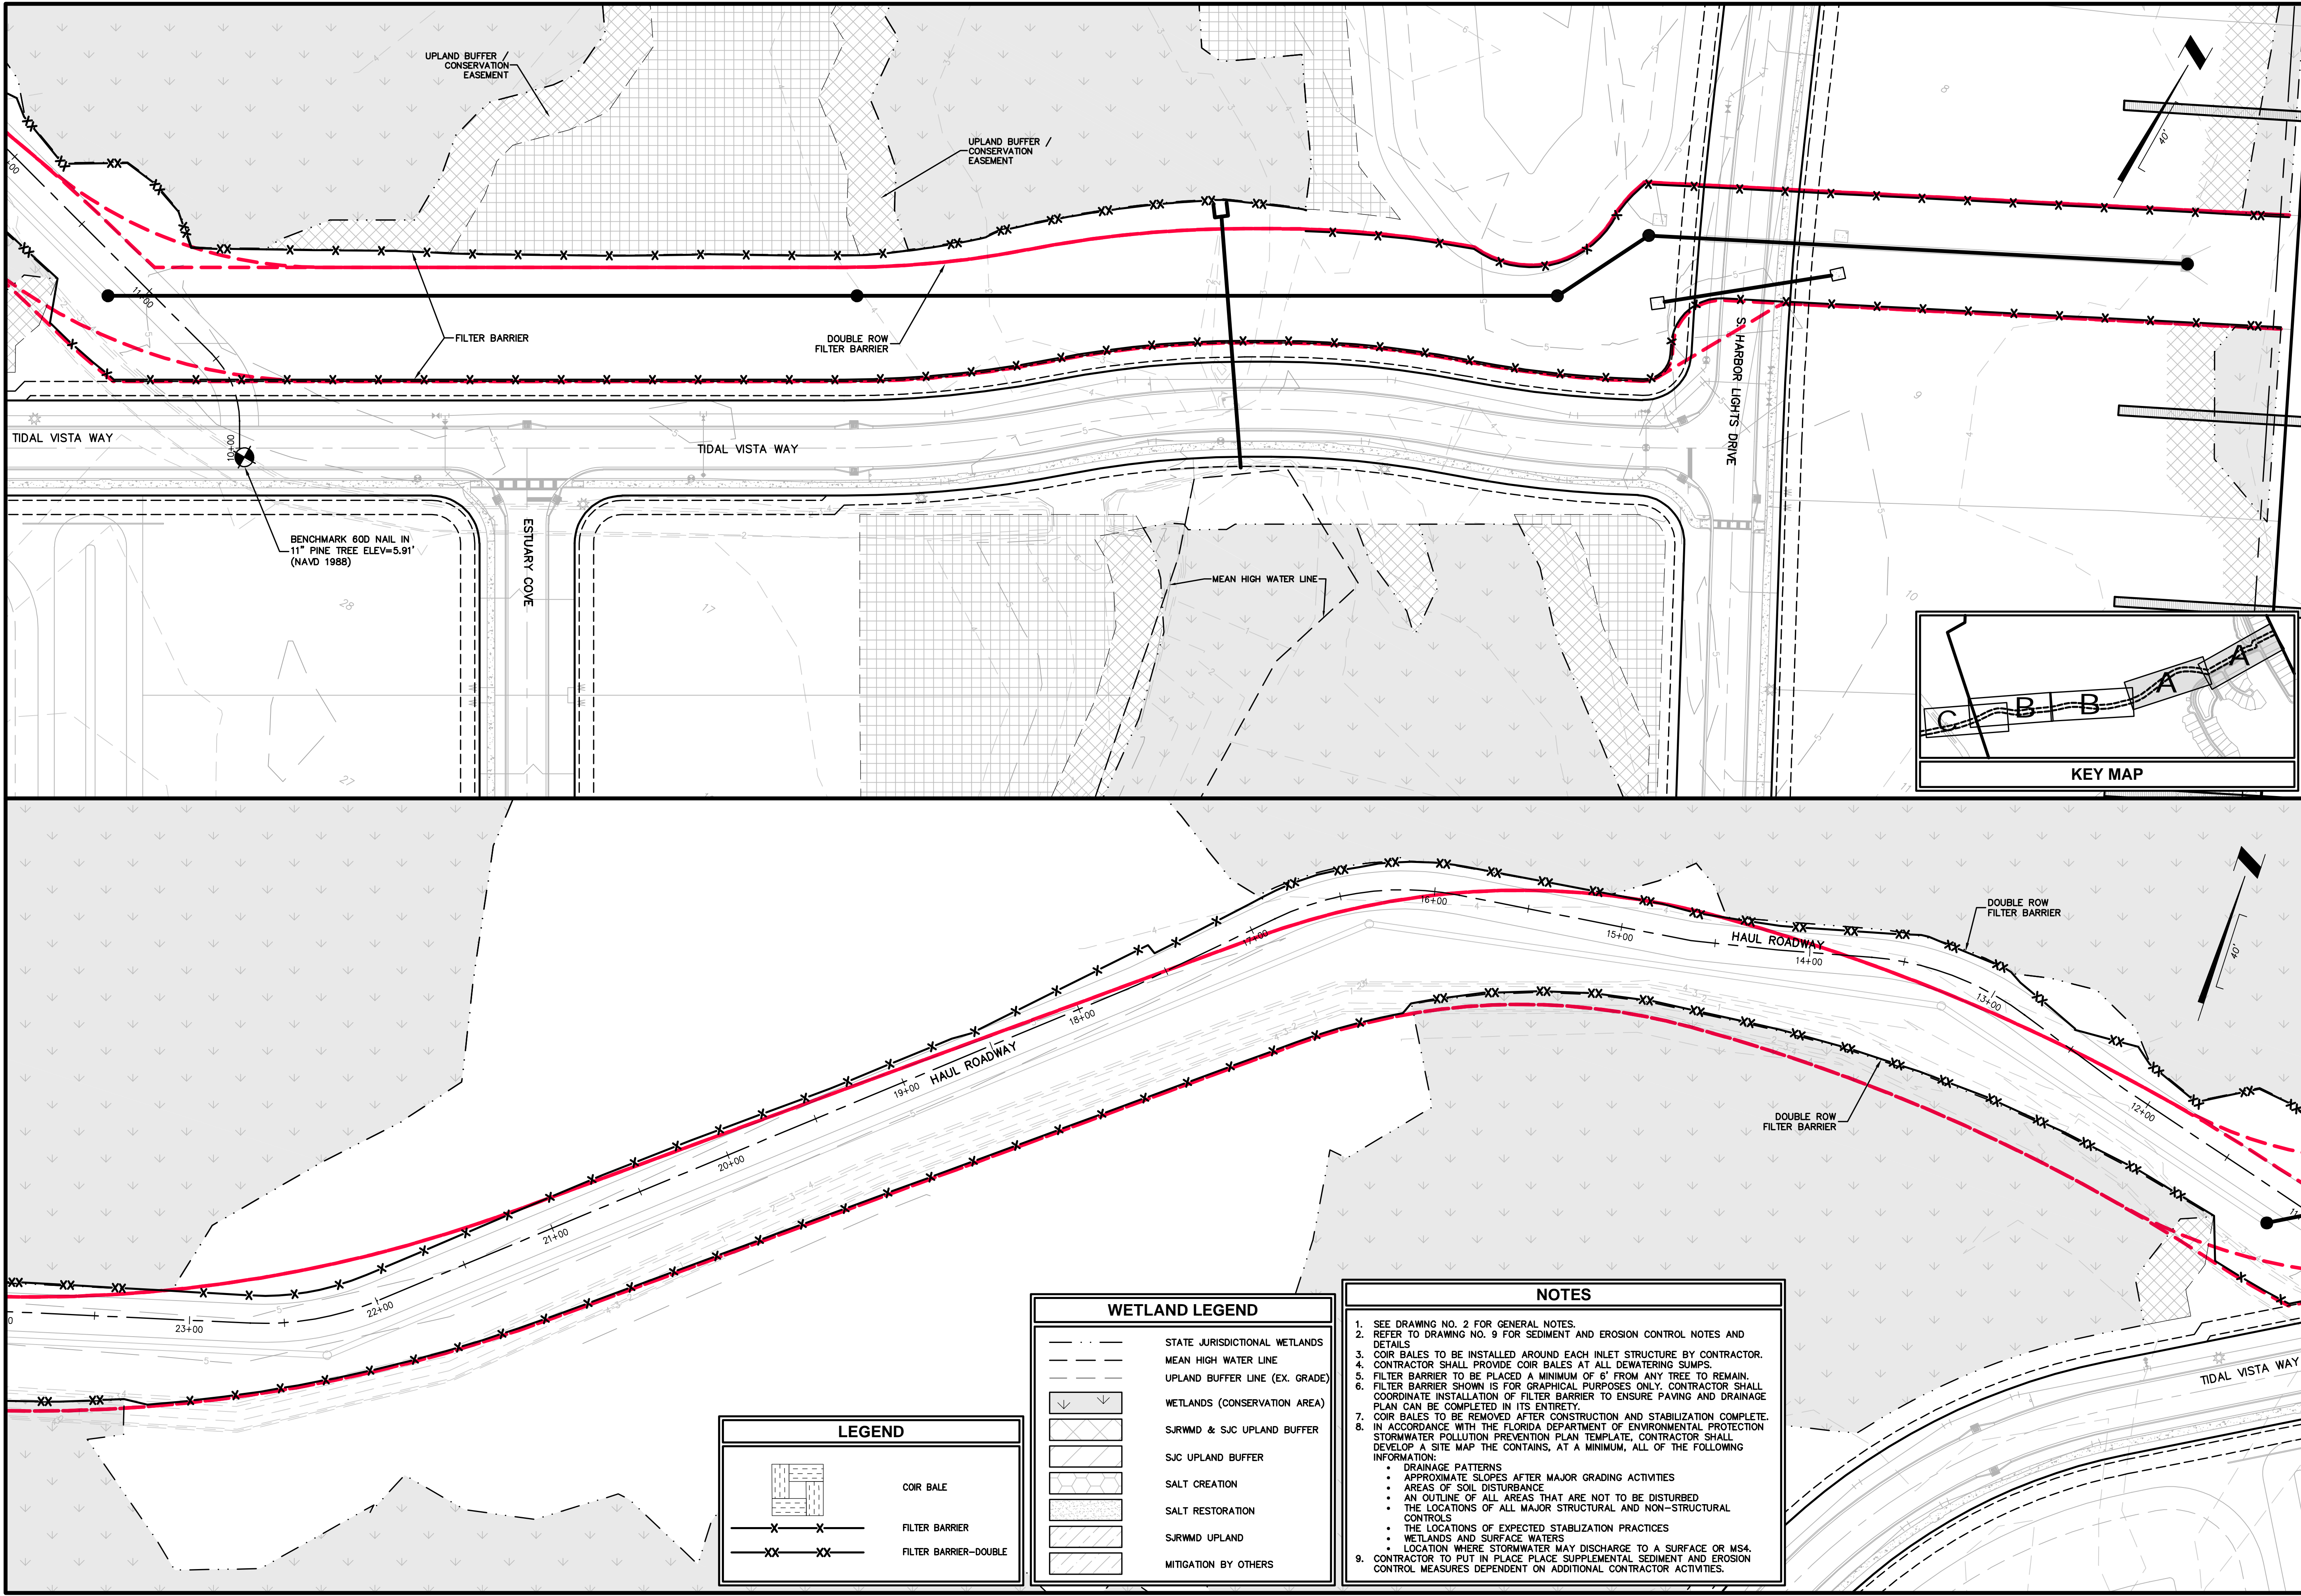 UPLAND BUFFER /
CONSERVATION
EASEMENT
UPLAND BUFFER /
CONSERVATION
EASEMENT
40'
8
6
11+00
FILTER BARRIER
DOUBLE ROW
FILTER BARRIER
S. HARBOR LIGHTS DRIVE
9
TIDAL VISTA WAY
10+00
TIDAL VISTA WAY
BENCHMARK 60D NAIL IN
11" PINE TREE ELEV=5.91'
(NAVD 1988)
ESTUARY COVE
MEAN HIGH WATER LINE
28
17
10
27
C B B A A
KEY MAP
DOUBLE ROW
FILTER BARRIER
40'
16+00
15+00
HAUL ROADWAY
14+00
13+00
17+00
18+00
HAUL ROADWAY
19+00
20+00
21+00
22+00
23+00
12+00
DOUBLE ROW
FILTER BARRIER
TIDAL VISTA WAY
LEGEND
COIR BALE
FILTER BARRIER
FILTER BARRIER-DOUBLE
WETLAND LEGEND
STATE JURISDICTIONAL WETLANDS
MEAN HIGH WATER LINE
UPLAND BUFFER LINE (EX. GRADE)
WETLANDS (CONSERVATION AREA)
SJRWMD & SJC UPLAND BUFFER
SJC UPLAND BUFFER
SALT CREATION
SALT RESTORATION
SJRWMD UPLAND
MITIGATION BY OTHERS
NOTES
1. SEE DRAWING NO. 2 FOR GENERAL NOTES.
2. REFER TO DRAWING NO. 9 FOR SEDIMENT AND EROSION CONTROL NOTES AND
DETAILS
3. COIR BALES TO BE INSTALLED AROUND EACH INLET STRUCTURE BY CONTRACTOR.
4. CONTRACTOR SHALL PROVIDE COIR BALES AT ALL DEWATERING SUMPS.
5. FILTER BARRIER TO BE PLACED A MINIMUM OF 6' FROM ANY TREE TO REMAIN.
6. FILTER BARRIER SHOWN IS FOR GRAPHICAL PURPOSES ONLY. CONTRACTOR SHALL
COORDINATE INSTALLATION OF FILTER BARRIER TO ENSURE PAVING AND DRAINAGE
PLAN CAN BE COMPLETED IN ITS ENTIRETY.
7. COIR BALES TO BE REMOVED AFTER CONSTRUCTION AND STABILIZATION COMPLETE.
8. IN ACCORDANCE WITH THE FLORIDA DEPARTMENT OF ENVIRONMENTAL PROTECTION
STORMWATER POLLUTION PREVENTION PLAN TEMPLATE, CONTRACTOR SHALL
DEVELOP A SITE MAP THE CONTAINS, AT A MINIMUM, ALL OF THE FOLLOWING
INFORMATION:
• DRAINAGE PATTERNS
• APPROXIMATE SLOPES AFTER MAJOR GRADING ACTIVITIES
• AREAS OF SOIL DISTURBANCE
• AN OUTLINE OF ALL AREAS THAT ARE NOT TO BE DISTURBED
• THE LOCATIONS OF ALL MAJOR STRUCTURAL AND NON-STRUCTURAL
CONTROLS
• THE LOCATIONS OF EXPECTED STABLIZATION PRACTICES
• WETLANDS AND SURFACE WATERS
• LOCATION WHERE STORMWATER MAY DISCHARGE TO A SURFACE OR MS4.
9. CONTRACTOR TO PUT IN PLACE PLACE SUPPLEMENTAL SEDIMENT AND EROSION
CONTROL MEASURES DEPENDENT ON ADDITIONAL CONTRACTOR ACTIVITIES.